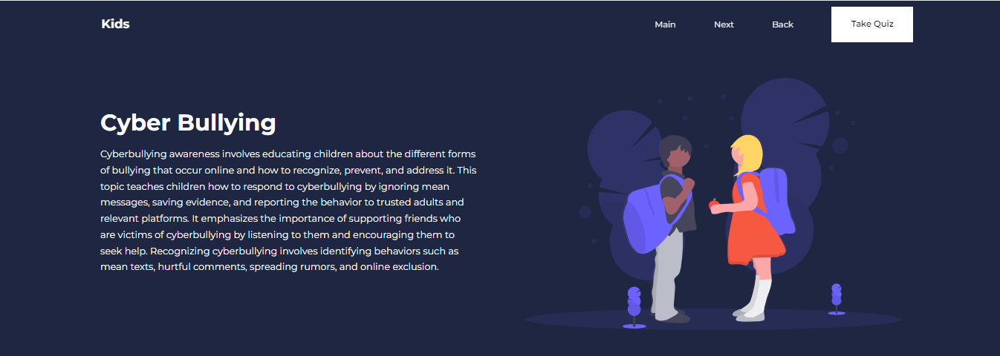 Kids
Main
Next
Back
Take Quiz
Cyber Bullying
Cyberbullying awareness involves educating children about the different forms
of bullying that occur online and how to recognize, prevent, and address it. This
topic teaches children how to respond to cyberbullying by ignoring mean
messages, saving evidence, and reporting the behavior to trusted adults and
relevant platforms. It emphasizes the importance of supporting friends who
are victims of cyberbullying by listening to them and encouraging them to
seek help. Recognizing cyberbullying involves identifying behaviors such as
mean texts, hurtful comments, spreading rumors, and online exclusion.